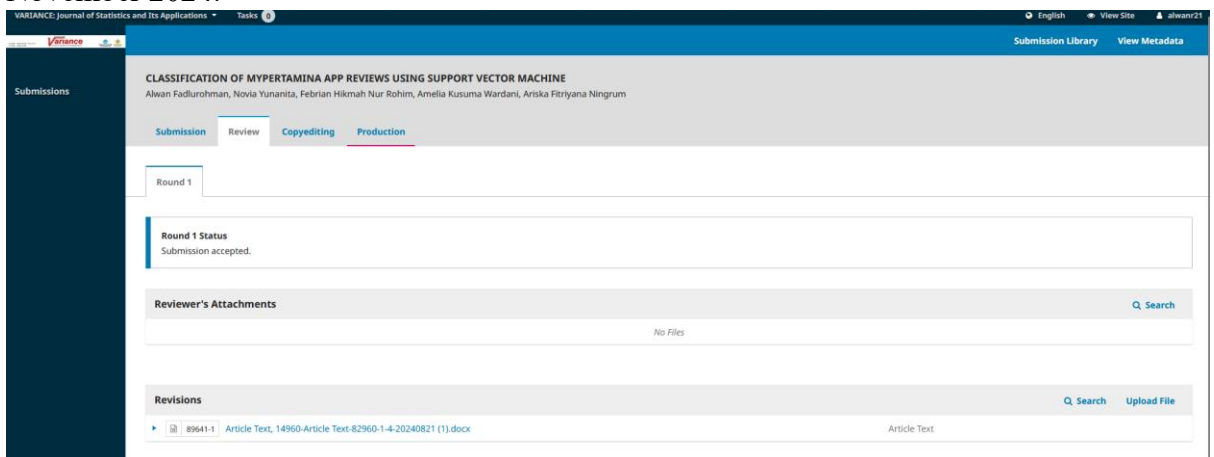 November 2024.
VARIANCE: Journal of Statistics and Its Applications Tasks 0 English View Site alwanr21
Variance Submission Library View Metadata
Submissions
CLASSIFICATION OF MYPERTAMINA APP REVIEWS USING SUPPORT VECTOR MACHINE
Alwan Fadlurohman, Novia Yunanita, Febrian Hikmah Nur Rohim, Amelia Kusuma Wardani, Ariska Fitriyana Ningrum
Submission Review Copyediting Production
Round 1
Round 1 Status
Submission accepted.
Reviewer's Attachments Search
No Files
Revisions Search Upload File
89641-1 Article Text, 14960-Article Text-82960-1-4-20240821 (1).docx Article Text